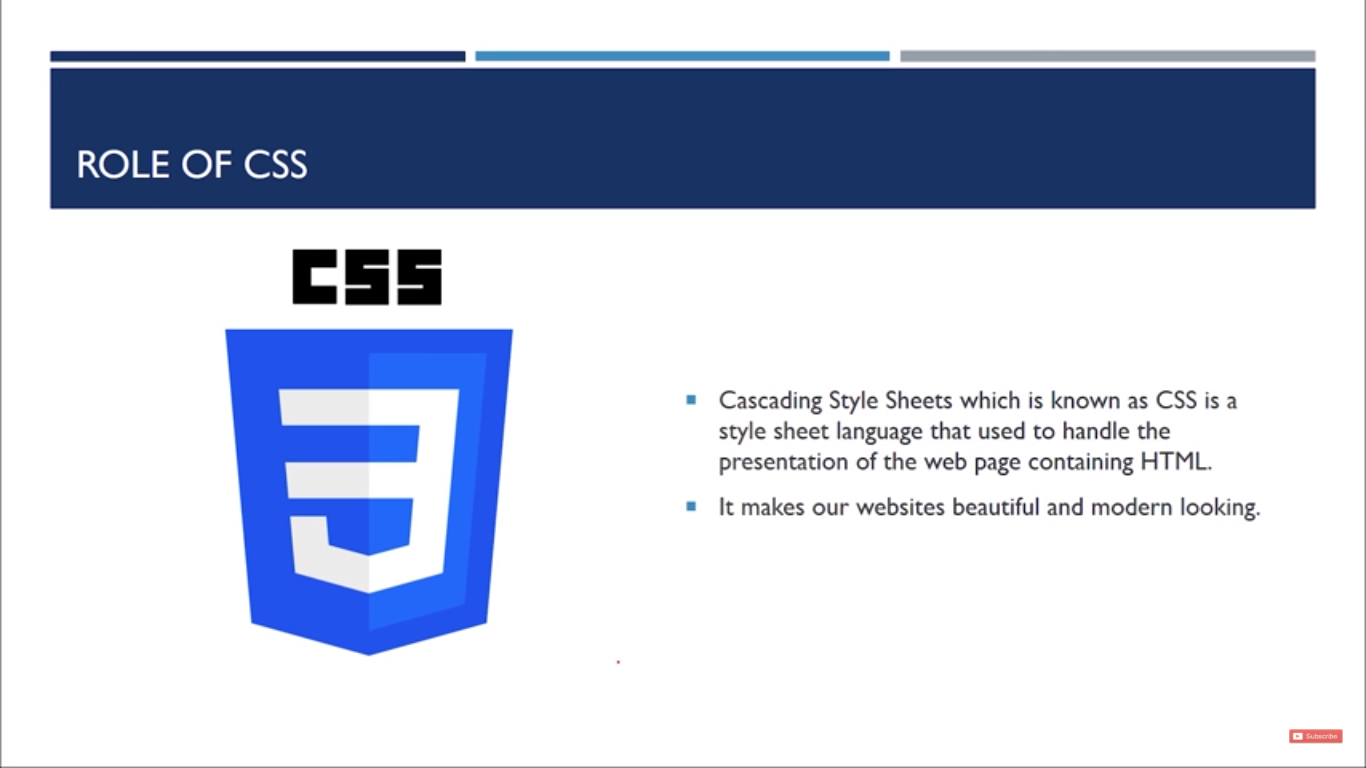 ROLE OF CSS
CSS
3
Cascading Style Sheets which is known as CSS is a
style sheet language that used to handle the
presentation of the web page containing HTML.
It makes our websites beautiful and modern looking.
Subscribe